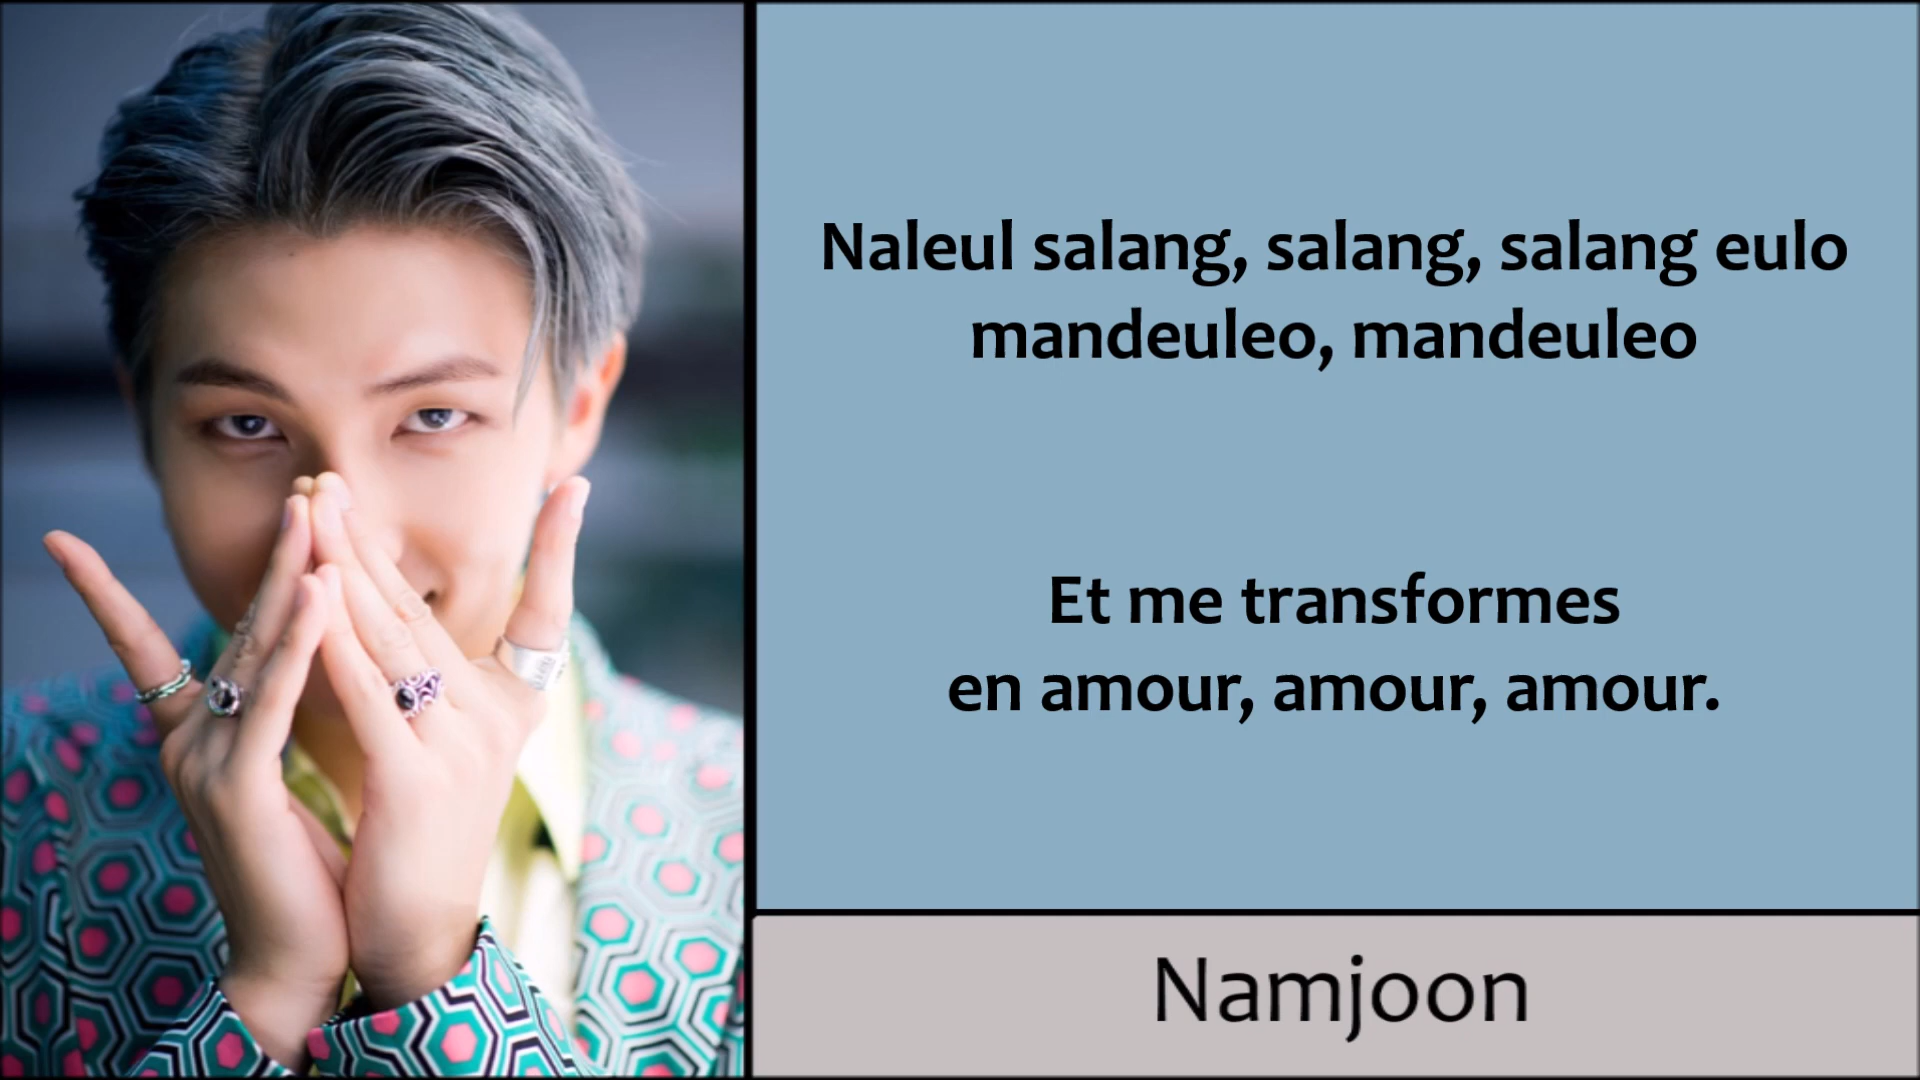 Naleul salang, salang, salang eulo
mandeuleo, mandeuleo
Et me transformes
en amour, amour, amour.
Namjoon